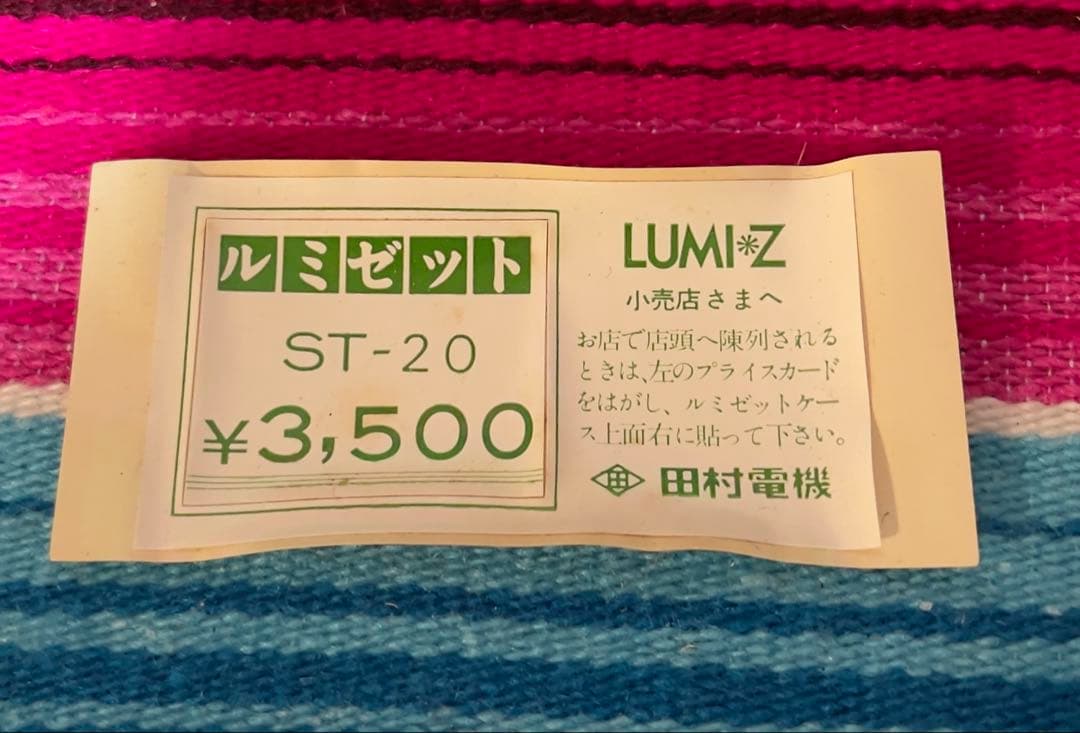 ルミゼット
ST-20
¥3,500
LUMI*Z
小売店さまへ
お店で店頭へ陳列される
ときは、左のプライスカード
をはがし、ルミゼットケー
ス上面右に貼って下さい。
田村電機